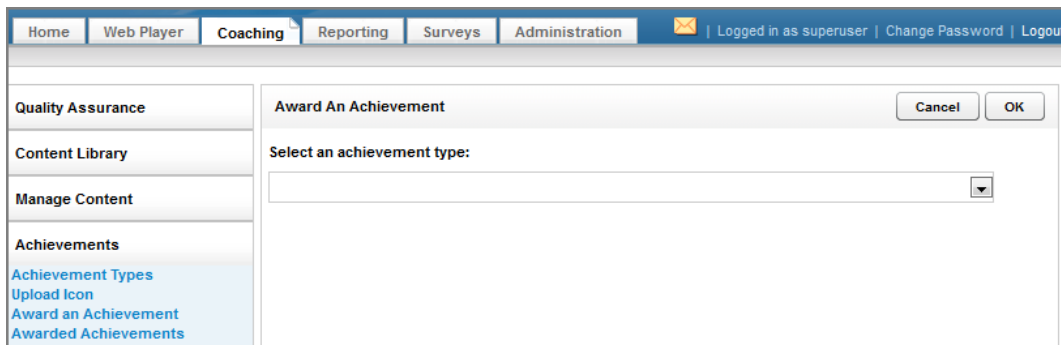 Home Web Player Coaching Reporting Surveys Administration | Logged in as superuser | Change Password | Logou
Quality Assurance
Award An Achievement Cancel OK
Content Library
Select an achievement type:
Manage Content
Achievements
Achievement Types
Upload Icon
Award an Achievement
Awarded Achievements